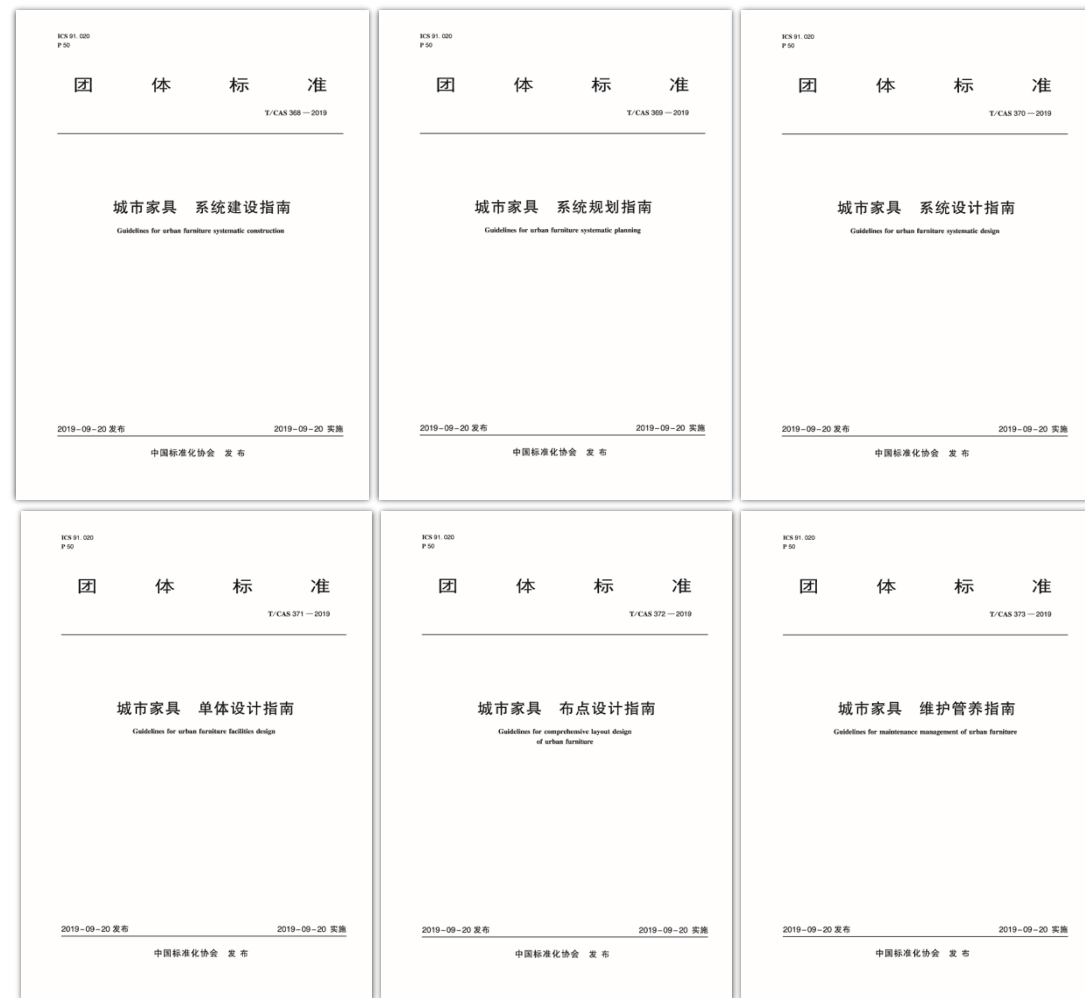 ICS 91. 020
P 50
团 体 标 准
T/CAS 368 — 2019
城市家具 系统建设指南
Guidelines for urban furniture systematic construction
2019-09-20 发布 2019-09-20 实施
中国标准化协会 发 布
ICS 91. 020
P 50
团 体 标 准
T/CAS 369 — 2019
城市家具 系统规划指南
Guidelines for urban furniture systematic planning
2019-09-20 发布 2019-09-20 实施
中国标准化协会 发 布
ICS 91. 020
P 50
团 体 标 准
T/CAS 370 — 2019
城市家具 系统设计指南
Guidelines for urban furniture systematic design
2019-09-20 发布 2019-09-20 实施
中国标准化协会 发 布
ICS 91. 020
P 50
团 体 标 准
T/CAS 371 — 2019
城市家具 单体设计指南
Guidelines for urban furniture facilities design
2019-09-20 发布 2019-09-20 实施
中国标准化协会 发 布
ICS 91. 020
P 50
团 体 标 准
T/CAS 372 — 2019
城市家具 布点设计指南
Guidelines for comprehensive layout design
of urban furniture
2019-09-20 发布 2019-09-20 实施
中国标准化协会 发 布
ICS 91. 020
P 50
团 体 标 准
T/CAS 373 — 2019
城市家具 维护管养指南
Guidelines for maintenance management of urban furniture
2019-09-20 发布 2019-09-20 实施
中国标准化协会 发 布